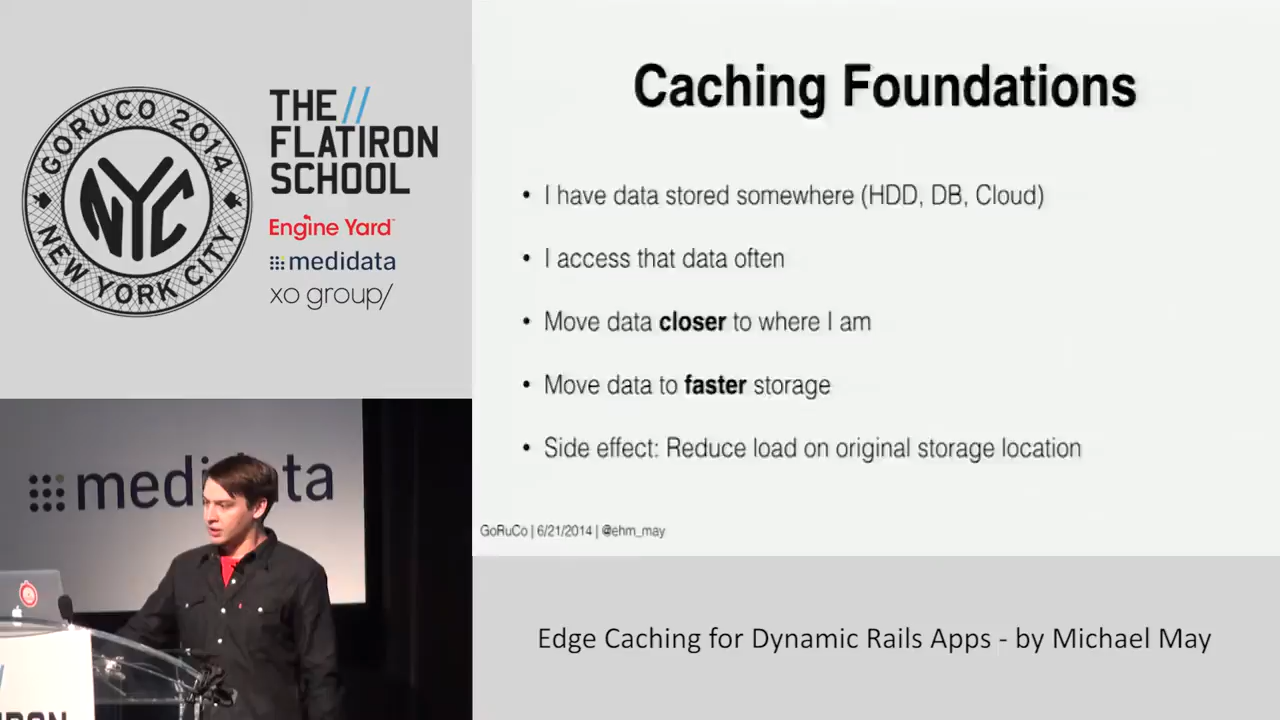 GORUCO 2014
NYC
NEW YORK CITY
THE//
FLATIRON
SCHOOL
Engine Yard
medidata
xo group/
Caching Foundations
• I have data stored somewhere (HDD, DB, Cloud)
• I access that data often
• Move data closer to where I am
• Move data to faster storage
• Side effect: Reduce load on original storage location
GoRuCo | 6/21/2014 | @ehm_may
medidata
Edge Caching for Dynamic Rails Apps - by Michael May